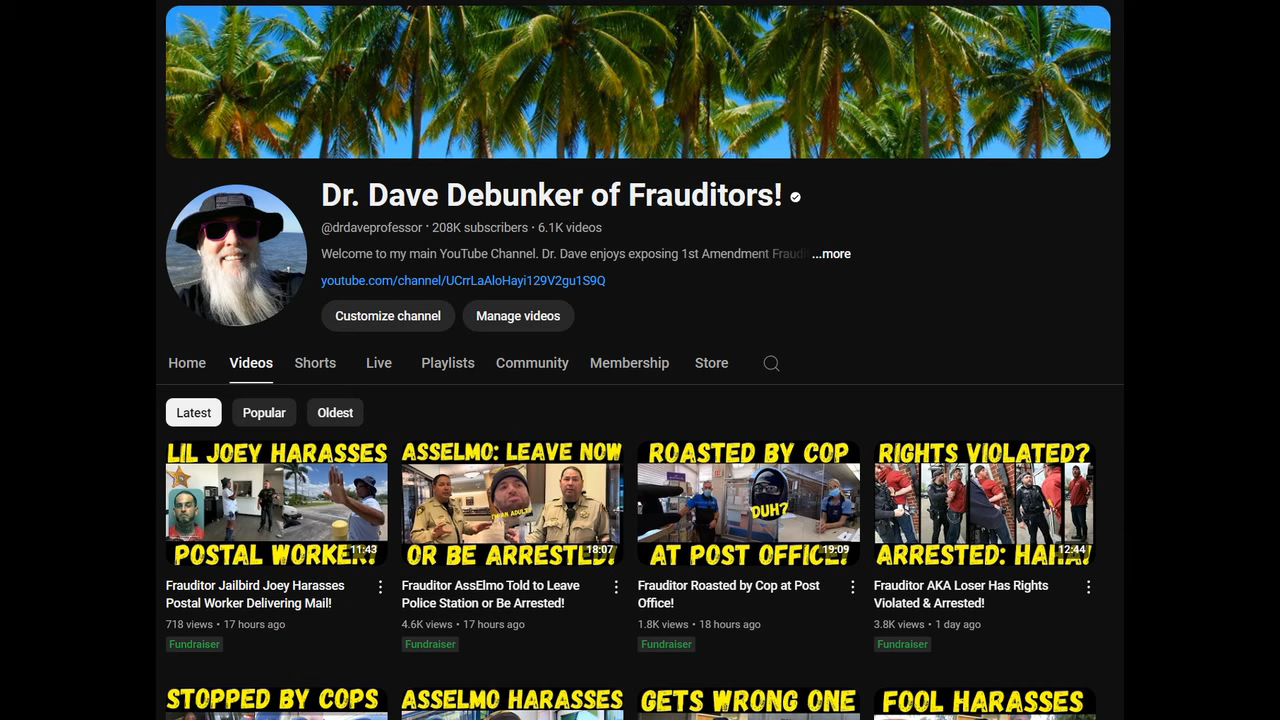 Dr. Dave Debunker of Frauditors!
@drdaveprofessor · 208K subscribers · 6.1K videos
Welcome to my main YouTube Channel. Dr. Dave enjoys exposing 1st Amendment Fraudi ...more
youtube.com/channel/UCrrLaAloHayi129V2gu1S9Q
Customize channel Manage videos
Home Videos Shorts Live Playlists Community Membership Store
Latest Popular Oldest
LIL JOEY HARASSES
POSTAL WORKER!
11:43
Frauditor Jailbird Joey Harasses
Postal Worker Delivering Mail!
718 views • 17 hours ago
Fundraiser
ASSELMO: LEAVE NOW
I'M AN ADULT!
OR BE ARRESTED!
18:07
Frauditor AssElmo Told to Leave
Police Station or Be Arrested!
4.6K views • 17 hours ago
Fundraiser
ROASTED BY COP
DUH?
AT POST OFFICE!
19:09
Frauditor Roasted by Cop at Post
Office!
1.8K views • 18 hours ago
Fundraiser
RIGHTS VIOLATED?
ARRESTED: HAHA!
12:44
Frauditor AKA Loser Has Rights
Violated & Arrested!
3.8K views • 1 day ago
Fundraiser
STOPPED BY COPS
ASSELMO HARASSES
GETS WRONG ONE
FOOL HARASSES